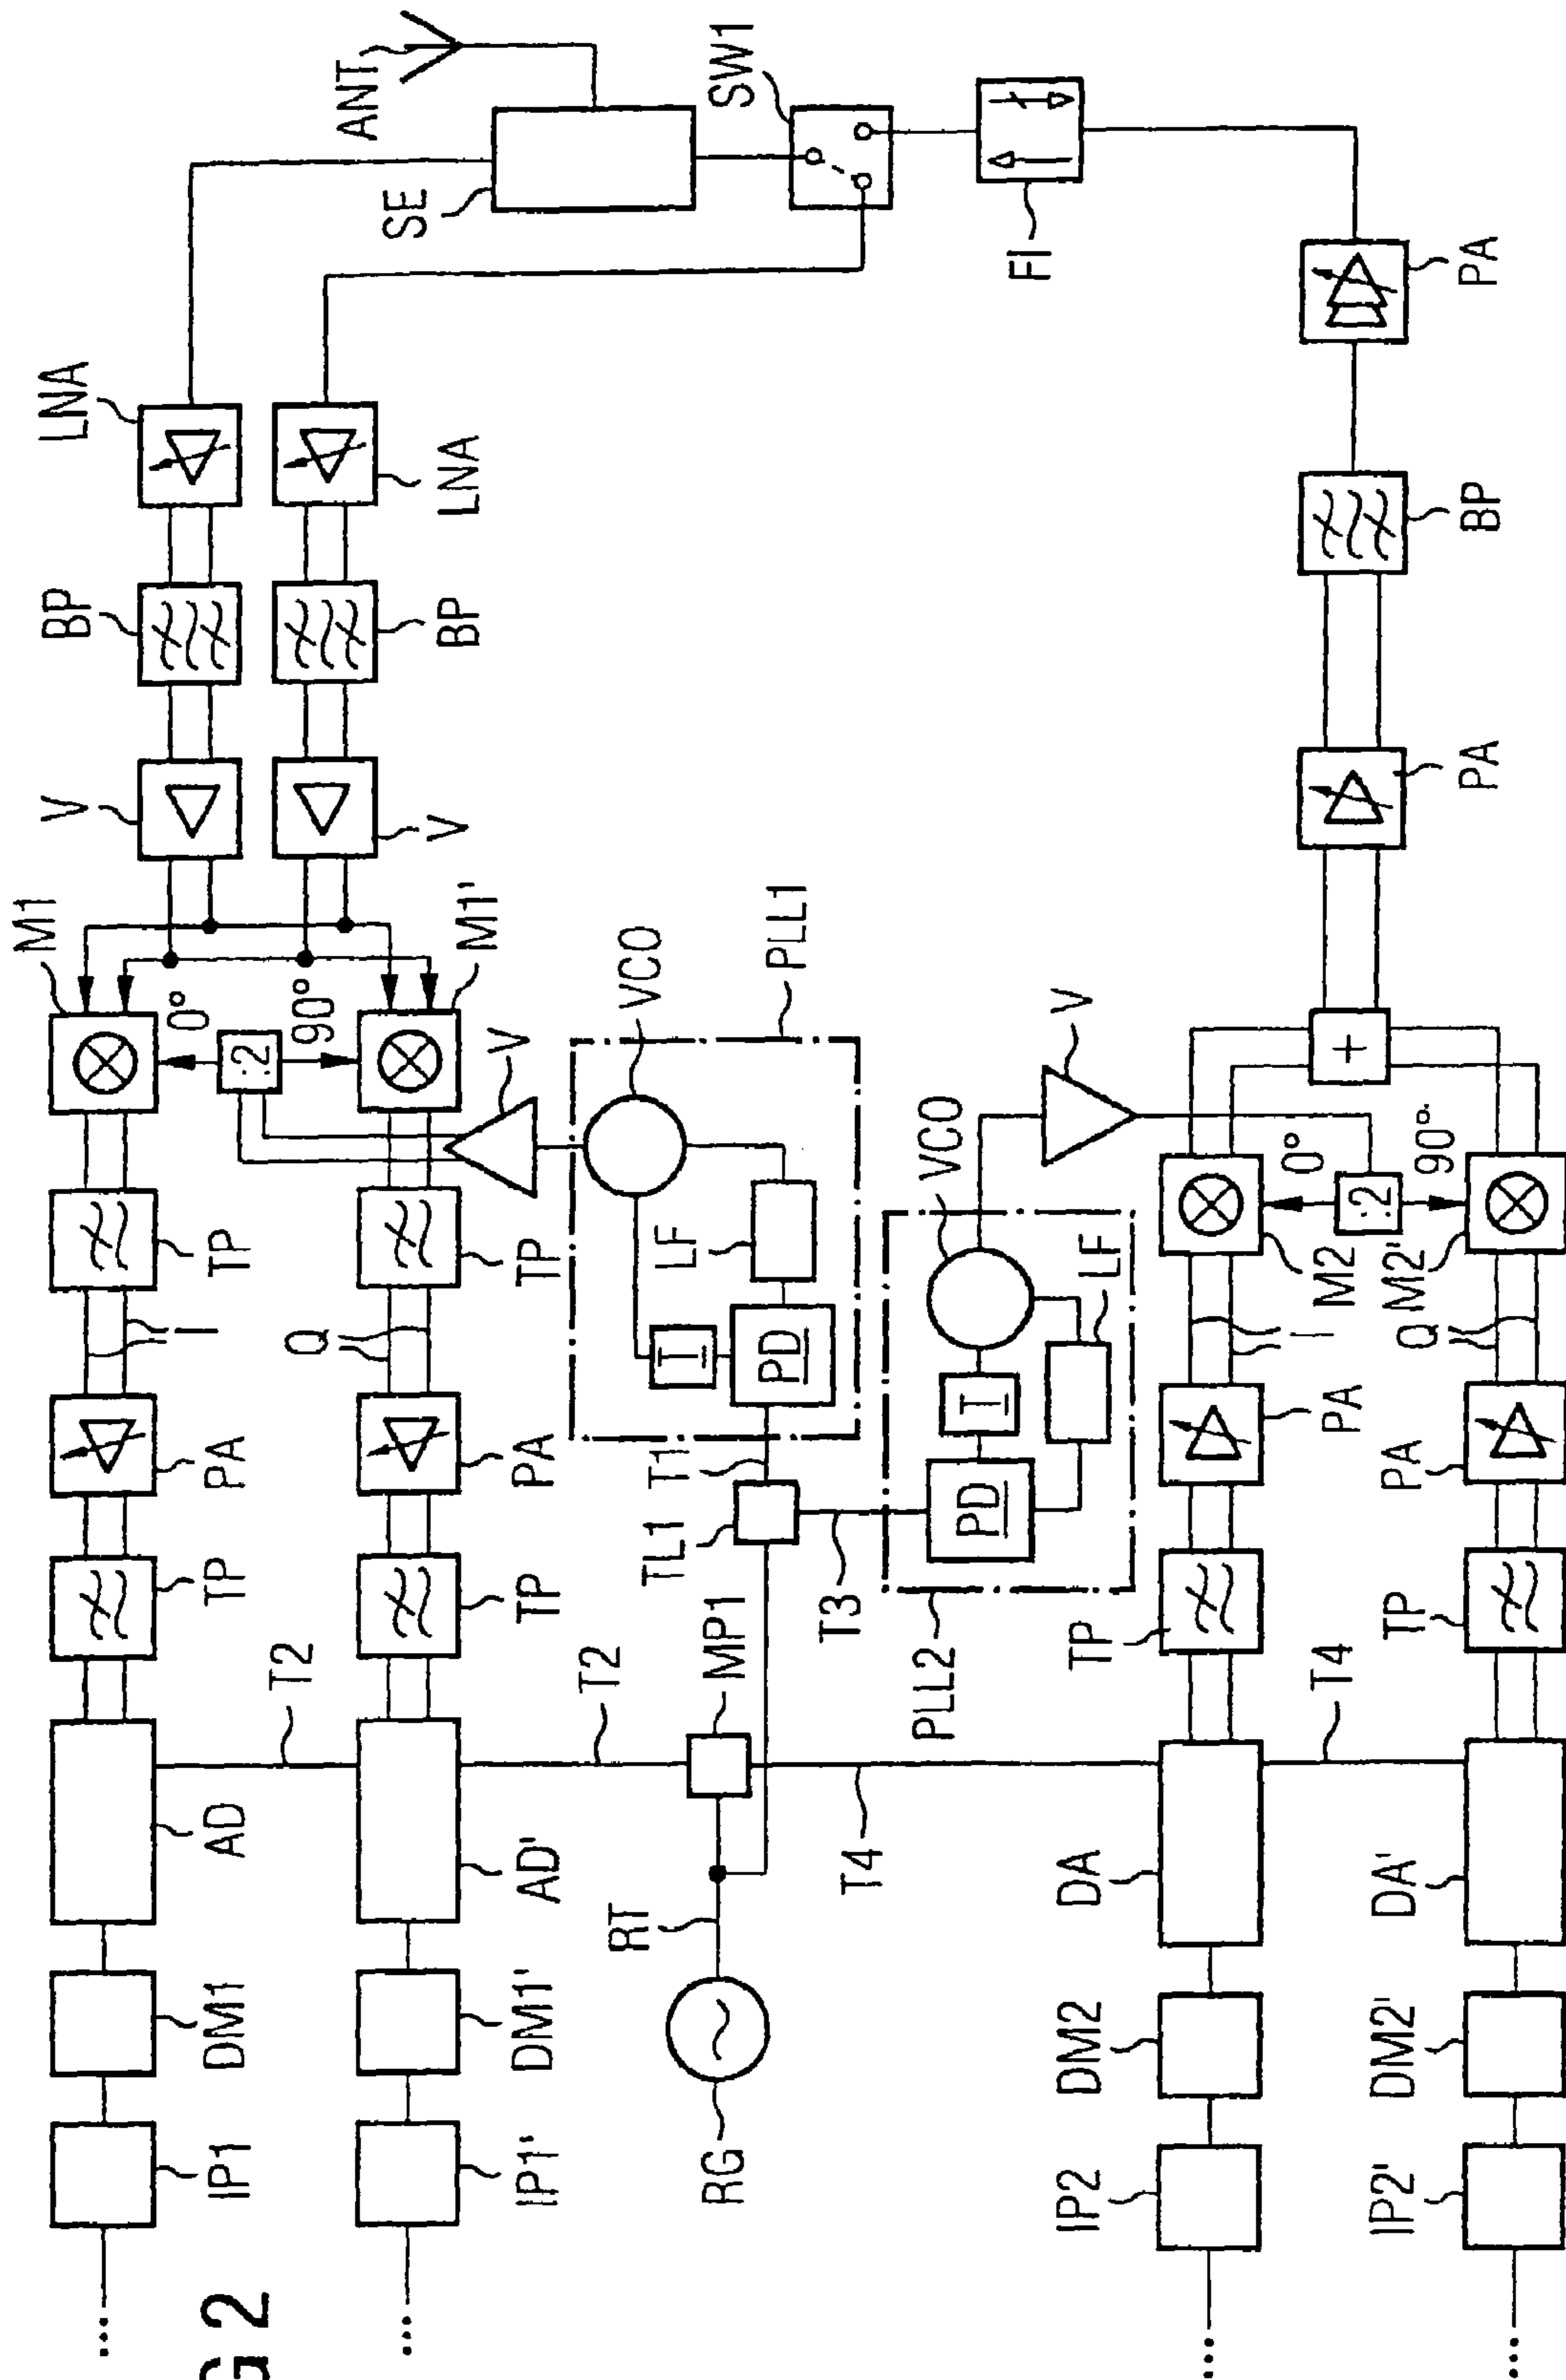 ANT
SE
SW1
FI
LNA
LNA
BP
BP
V
V
PA
BP
PA
M1
0°
:2
90°
M1'
V
PLL1
VCO
LF
T
PD
T1
TL1
TP
TP
I
Q
PA
PA
TP
TP
T2
T2
MP1
T3
PLL2
VCO
LF
T
PD
V
+
0°
:2
90°
M2
M2'
I
Q
PA
PA
TP
TP
T4
T4
AD
AD'
RT
RG
DA
DA'
DM1
DM1'
DM2
DM2'
IP1
IP1'
IP2
IP2'
...
...
...
...
G 2